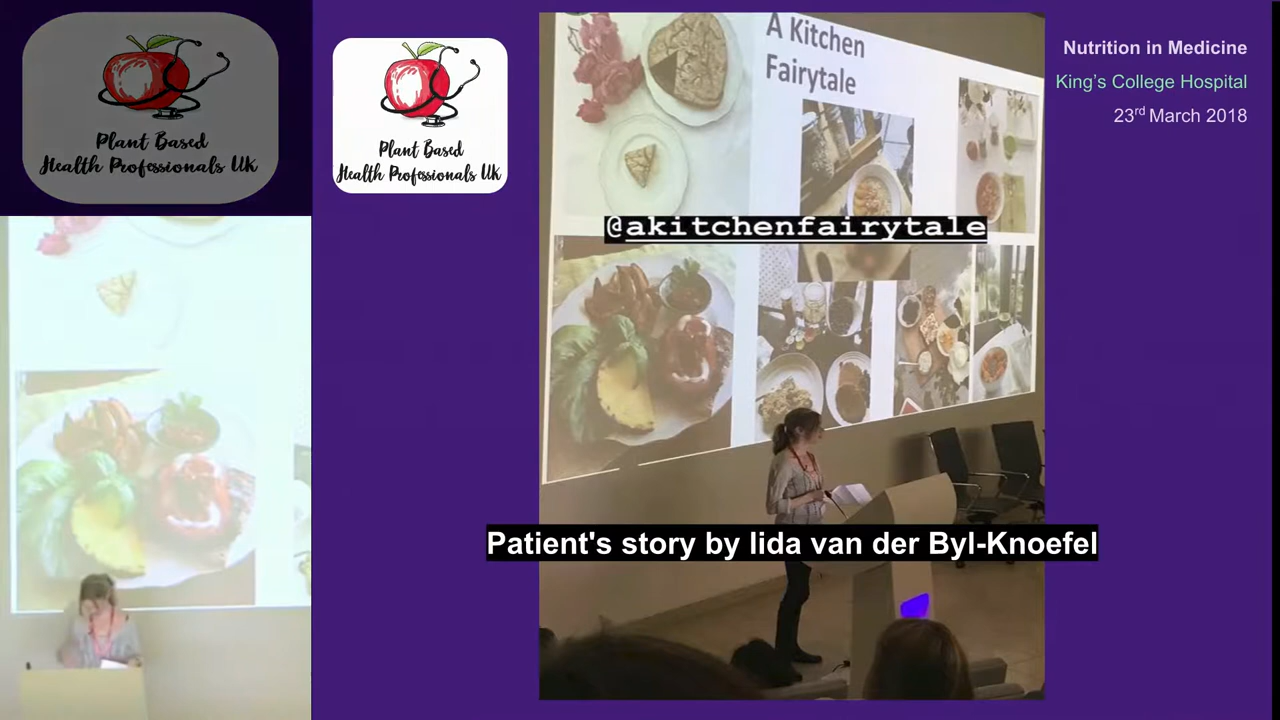 Plant Based
Health Professionals UK
Plant Based
Health Professionals UK
A Kitchen
Fairytale
@akitchenfairytale
Patient's story by Iida van der Byl-Knoefel
Nutrition in Medicine
King's College Hospital
23rd March 2018